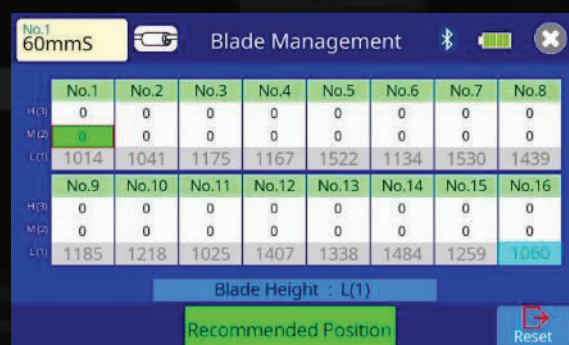 No.1
60mmS
Blade Management
No.1 No.2 No.3 No.4 No.5 No.6 No.7 No.8
H(3) 0 0 0 0 0 0 0 0
M(2) 0 0 0 0 0 0 0 0
L(1) 1014 1041 1175 1167 1522 1134 1530 1439
No.9 No.10 No.11 No.12 No.13 No.14 No.15 No.16
H(3) 0 0 0 0 0 0 0 0
M(2) 0 0 0 0 0 0 0 0
L(1) 1185 1218 1025 1407 1338 1484 1259 1060
Blade Height : L(1)
Recommended Position
Reset